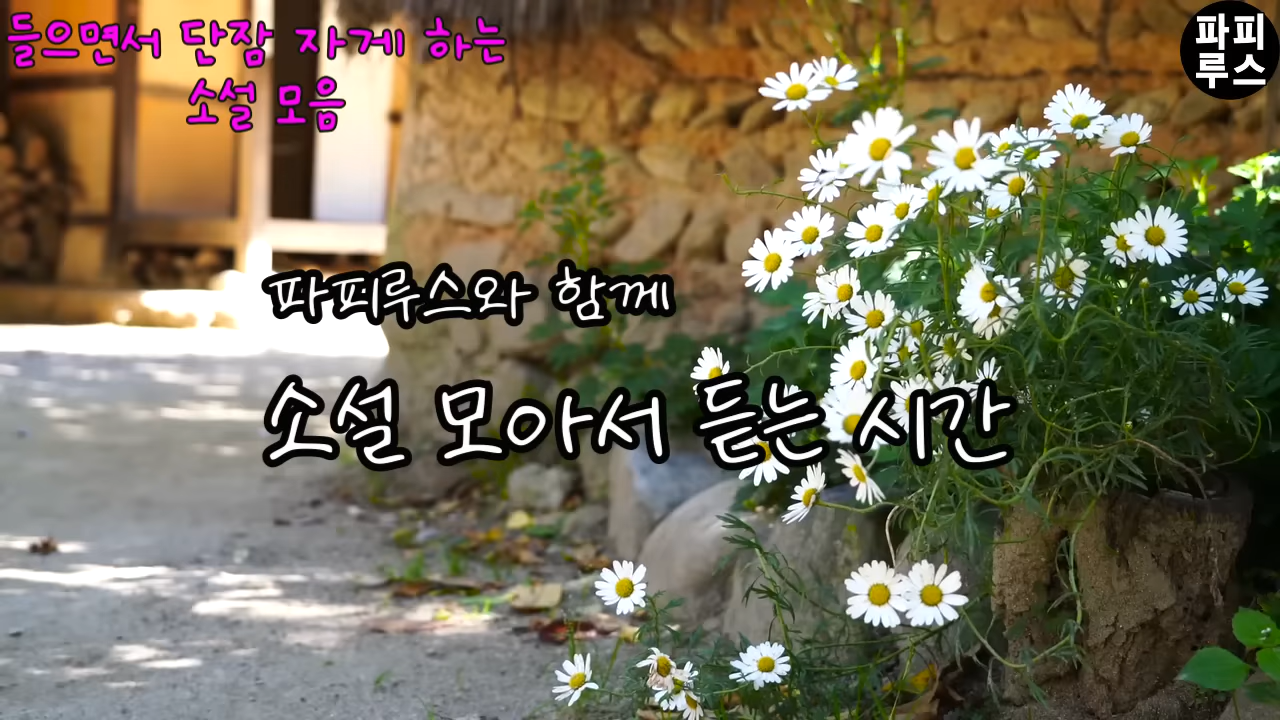 들으면서 단잠 자게 하는
소설 모음
파피
루스
파피루스와 함께
소설 모아서 듣는 시간